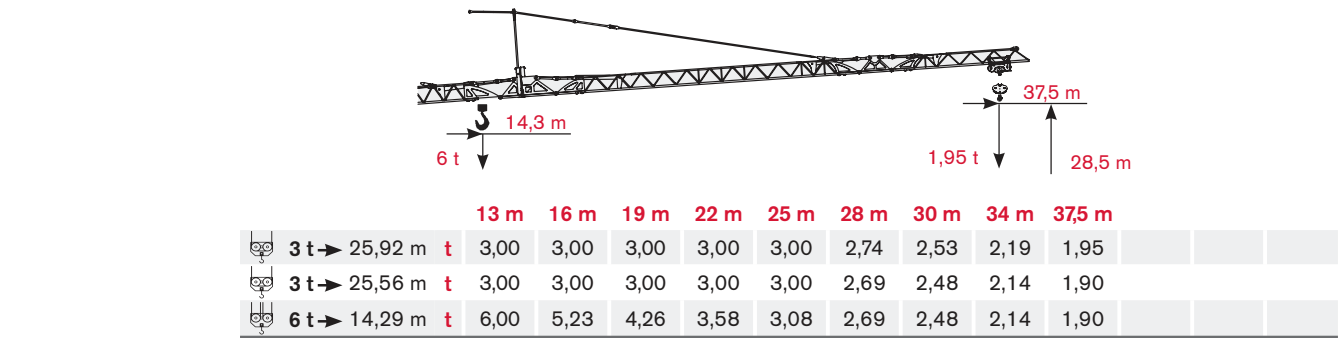 37,5 m
14,3 m
6 t
1,95 t
28,5 m
13 m 16 m 19 m 22 m 25 m 28 m 30 m 34 m 37,5 m
3 t 25,92 m t 3,00 3,00 3,00 3,00 3,00 2,74 2,53 2,19 1,95
3 t 25,56 m t 3,00 3,00 3,00 3,00 3,00 2,69 2,48 2,14 1,90
6 t 14,29 m t 6,00 5,23 4,26 3,58 3,08 2,69 2,48 2,14 1,90